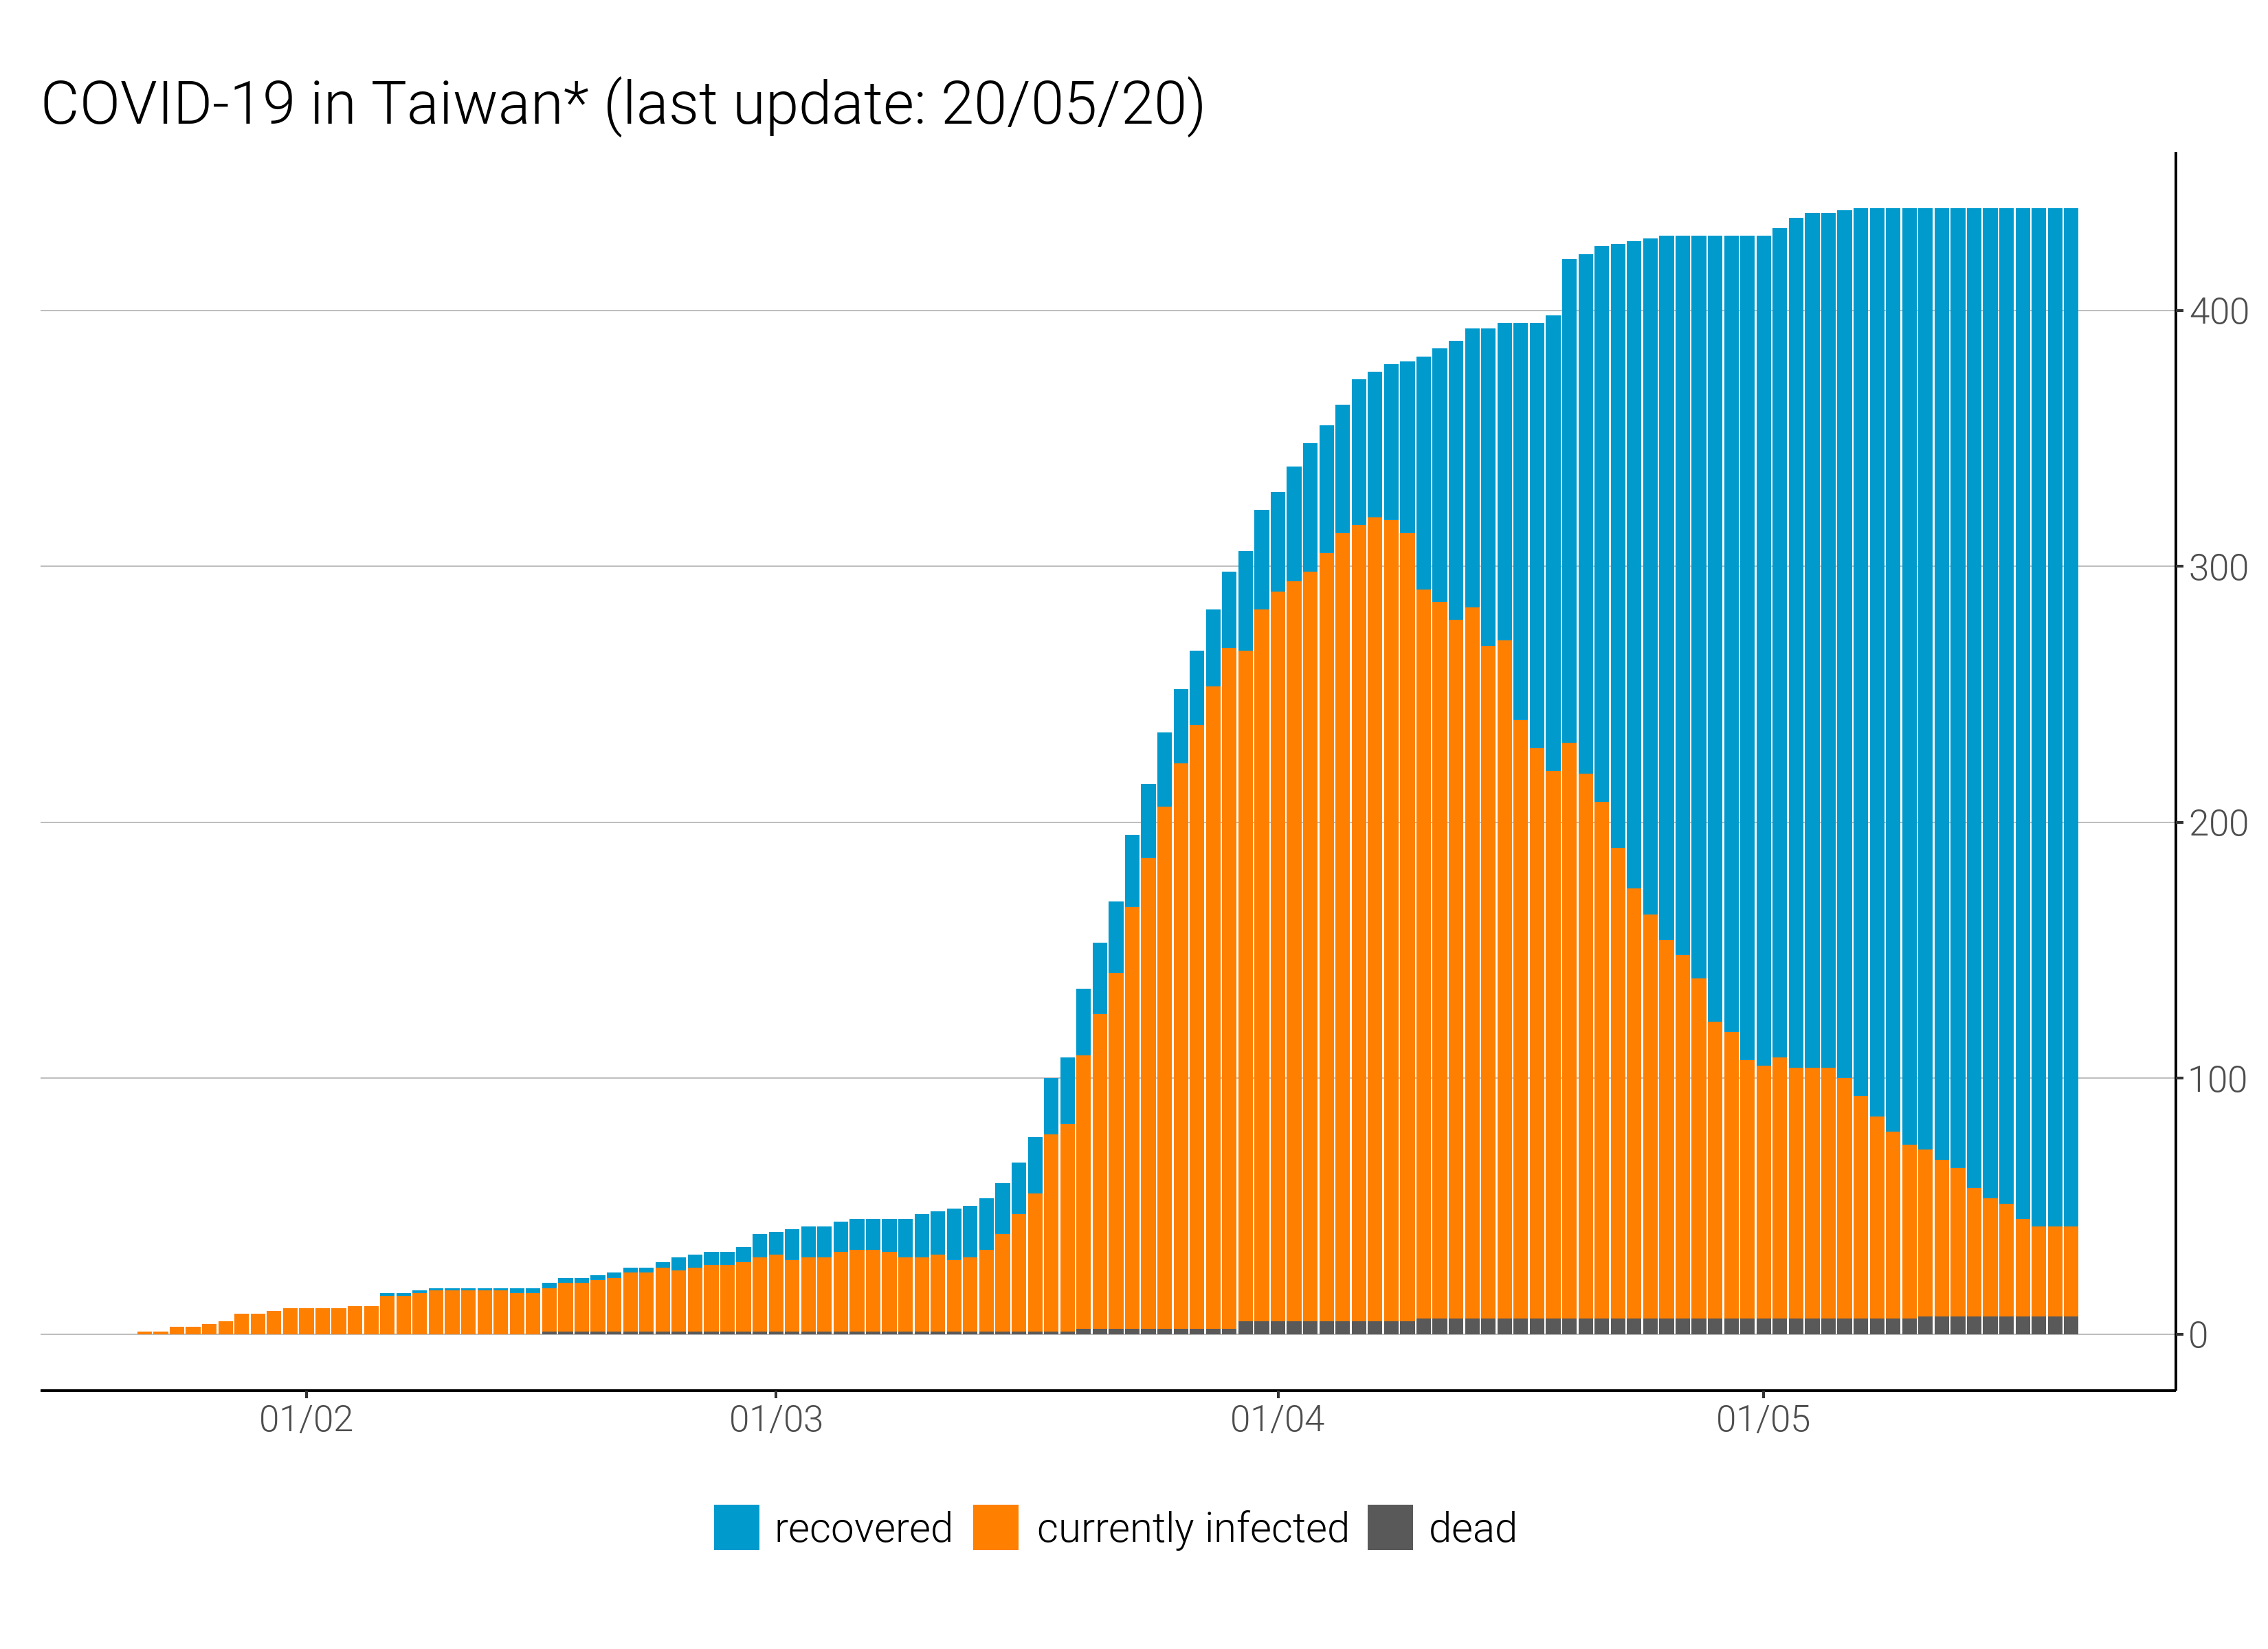 COVID-19 in Taiwan* (last update: 20/05/20)
400
300
200
100
0
01/02 01/03 01/04 01/05
recovered currently infected dead